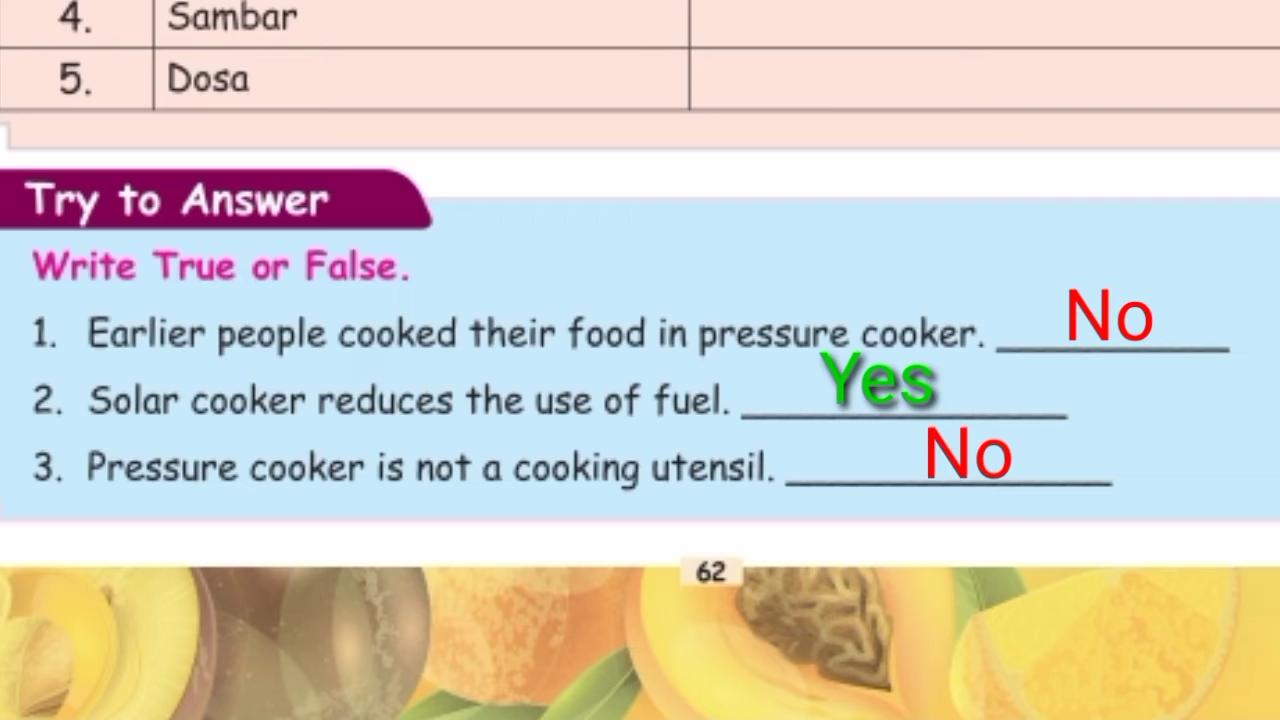 4. Sambar
5. Dosa
Try to Answer
Write True or False.
1. Earlier people cooked their food in pressure cooker. No
2. Solar cooker reduces the use of fuel. Yes
3. Pressure cooker is not a cooking utensil. No
62